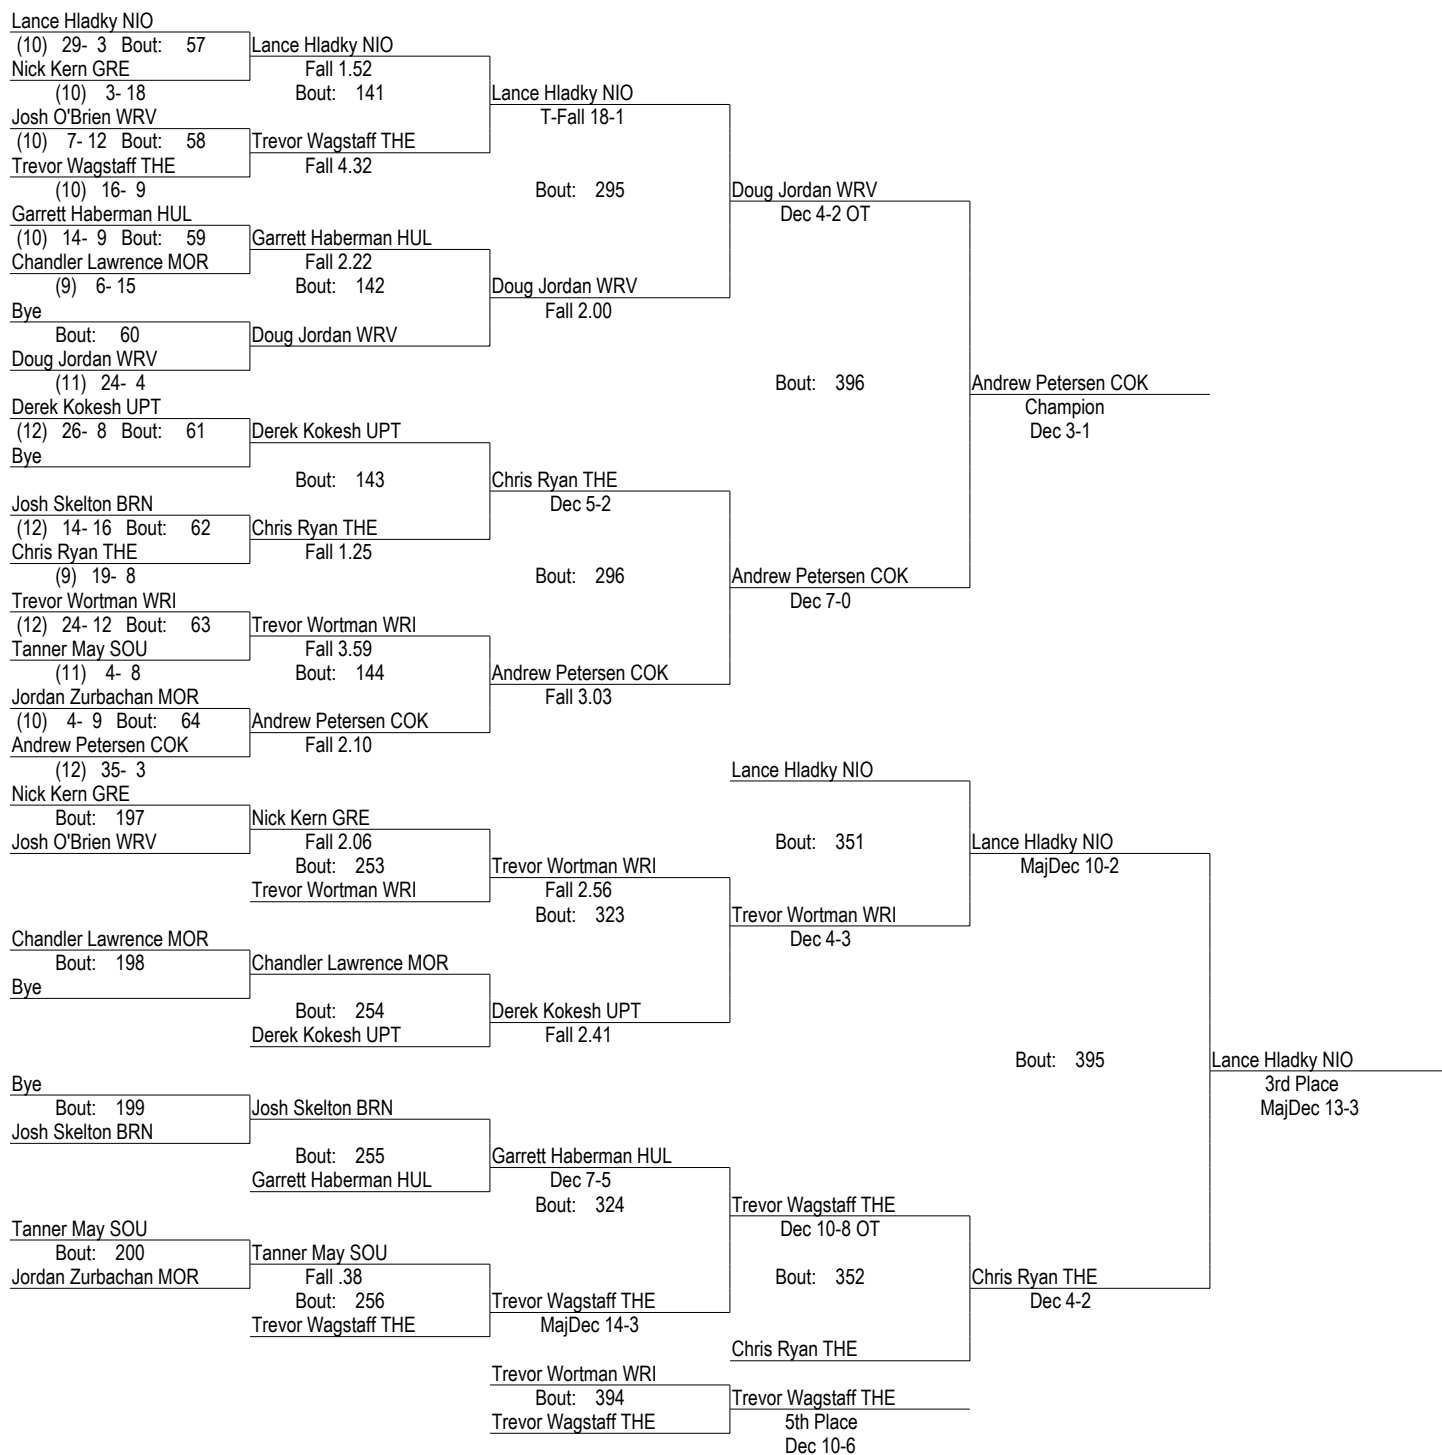 Lance Hladky NIO
(10) 29- 3 Bout: 57 Lance Hladky NIO
Nick Kern GRE Fall 1.52
(10) 3- 18 Bout: 141 Lance Hladky NIO
Josh O'Brien WRV T-Fall 18-1
(10) 7- 12 Bout: 58 Trevor Wagstaff THE
Trevor Wagstaff THE Fall 4.32
(10) 16- 9 Bout: 295 Doug Jordan WRV
Garrett Haberman HUL Dec 4-2 OT
(10) 14- 9 Bout: 59 Garrett Haberman HUL
Chandler Lawrence MOR Fall 2.22
(9) 6- 15 Bout: 142 Doug Jordan WRV
Bye Fall 2.00
Bout: 60 Doug Jordan WRV
Doug Jordan WRV
(11) 24- 4 Bout: 396 Andrew Petersen COK
Derek Kokesh UPT Champion
(12) 26- 8 Bout: 61 Derek Kokesh UPT Dec 3-1
Bye
Bout: 143 Chris Ryan THE
Josh Skelton BRN Dec 5-2
(12) 14- 16 Bout: 62 Chris Ryan THE
Chris Ryan THE Fall 1.25
(9) 19- 8 Bout: 296 Andrew Petersen COK
Trevor Wortman WRI Dec 7-0
(12) 24- 12 Bout: 63 Trevor Wortman WRI
Tanner May SOU Fall 3.59
(11) 4- 8 Bout: 144 Andrew Petersen COK
Jordan Zurbachan MOR Fall 3.03
(10) 4- 9 Bout: 64 Andrew Petersen COK
Andrew Petersen COK Fall 2.10
(12) 35- 3 Lance Hladky NIO
Nick Kern GRE
Bout: 197 Nick Kern GRE
Josh O'Brien WRV Fall 2.06 Bout: 351 Lance Hladky NIO
Bout: 253 Trevor Wortman WRI MajDec 10-2
Trevor Wortman WRI Fall 2.56
Bout: 323 Trevor Wortman WRI
Chandler Lawrence MOR Dec 4-3
Bout: 198 Chandler Lawrence MOR
Bye
Bout: 254 Derek Kokesh UPT
Derek Kokesh UPT Fall 2.41
Bout: 395 Lance Hladky NIO
Bye 3rd Place
Bout: 199 Josh Skelton BRN MajDec 13-3
Josh Skelton BRN
Bout: 255 Garrett Haberman HUL
Garrett Haberman HUL Dec 7-5
Bout: 324 Trevor Wagstaff THE
Tanner May SOU Dec 10-8 OT
Bout: 200 Tanner May SOU
Jordan Zurbachan MOR Fall .38 Bout: 352 Chris Ryan THE
Bout: 256 Trevor Wagstaff THE Dec 4-2
Trevor Wagstaff THE MajDec 14-3
Chris Ryan THE
Trevor Wortman WRI
Bout: 394 Trevor Wagstaff THE
Trevor Wagstaff THE 5th Place
Dec 10-6